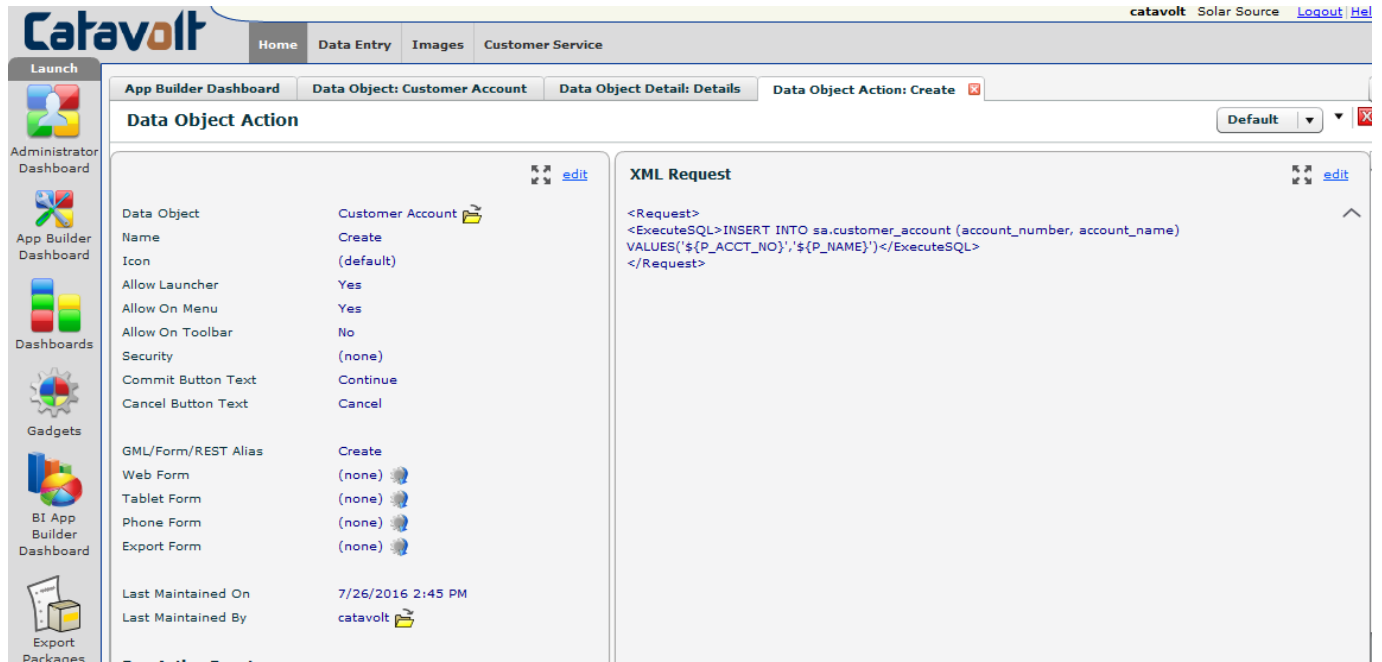 catavolt Solar Source Logout Hel
Catavolt
Home Data Entry Images Customer Service
Launch
App Builder Dashboard Data Object: Customer Account Data Object Detail: Details Data Object Action: Create
Data Object Action Default
Administrator
Dashboard
App Builder
Dashboard
Dashboards
Gadgets
BI App
Builder
Dashboard
Export
Packages
edit
Data Object Customer Account
Name Create
Icon (default)
Allow Launcher Yes
Allow On Menu Yes
Allow On Toolbar No
Security (none)
Commit Button Text Continue
Cancel Button Text Cancel
GML/Form/REST Alias Create
Web Form (none)
Tablet Form (none)
Phone Form (none)
Export Form (none)
Last Maintained On 7/26/2016 2:45 PM
Last Maintained By catavolt
XML Request edit
<Request>
<ExecuteSQL>INSERT INTO sa.customer_account (account_number, account_name)
VALUES('${P_ACCT_NO}','${P_NAME}')</ExecuteSQL>
</Request>